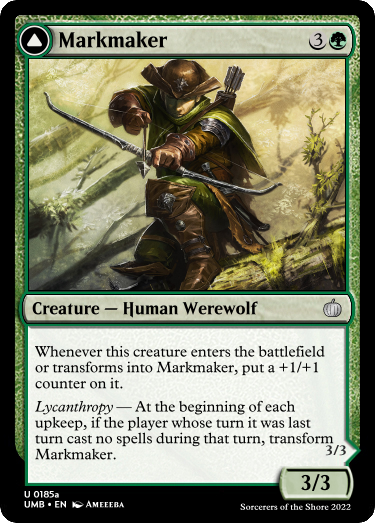 Markmaker 3
Creature — Human Werewolf
Whenever this creature enters the battlefield
or transforms into Markmaker, put a +1/+1
counter on it.
Lycanthropy — At the beginning of each
upkeep, if the player whose turn it was last
turn cast no spells during that turn, transform
Markmaker.
3/3
3/3
U 0185a
UMB • EN Ameeeba
Sorcerers of the Shore 2022